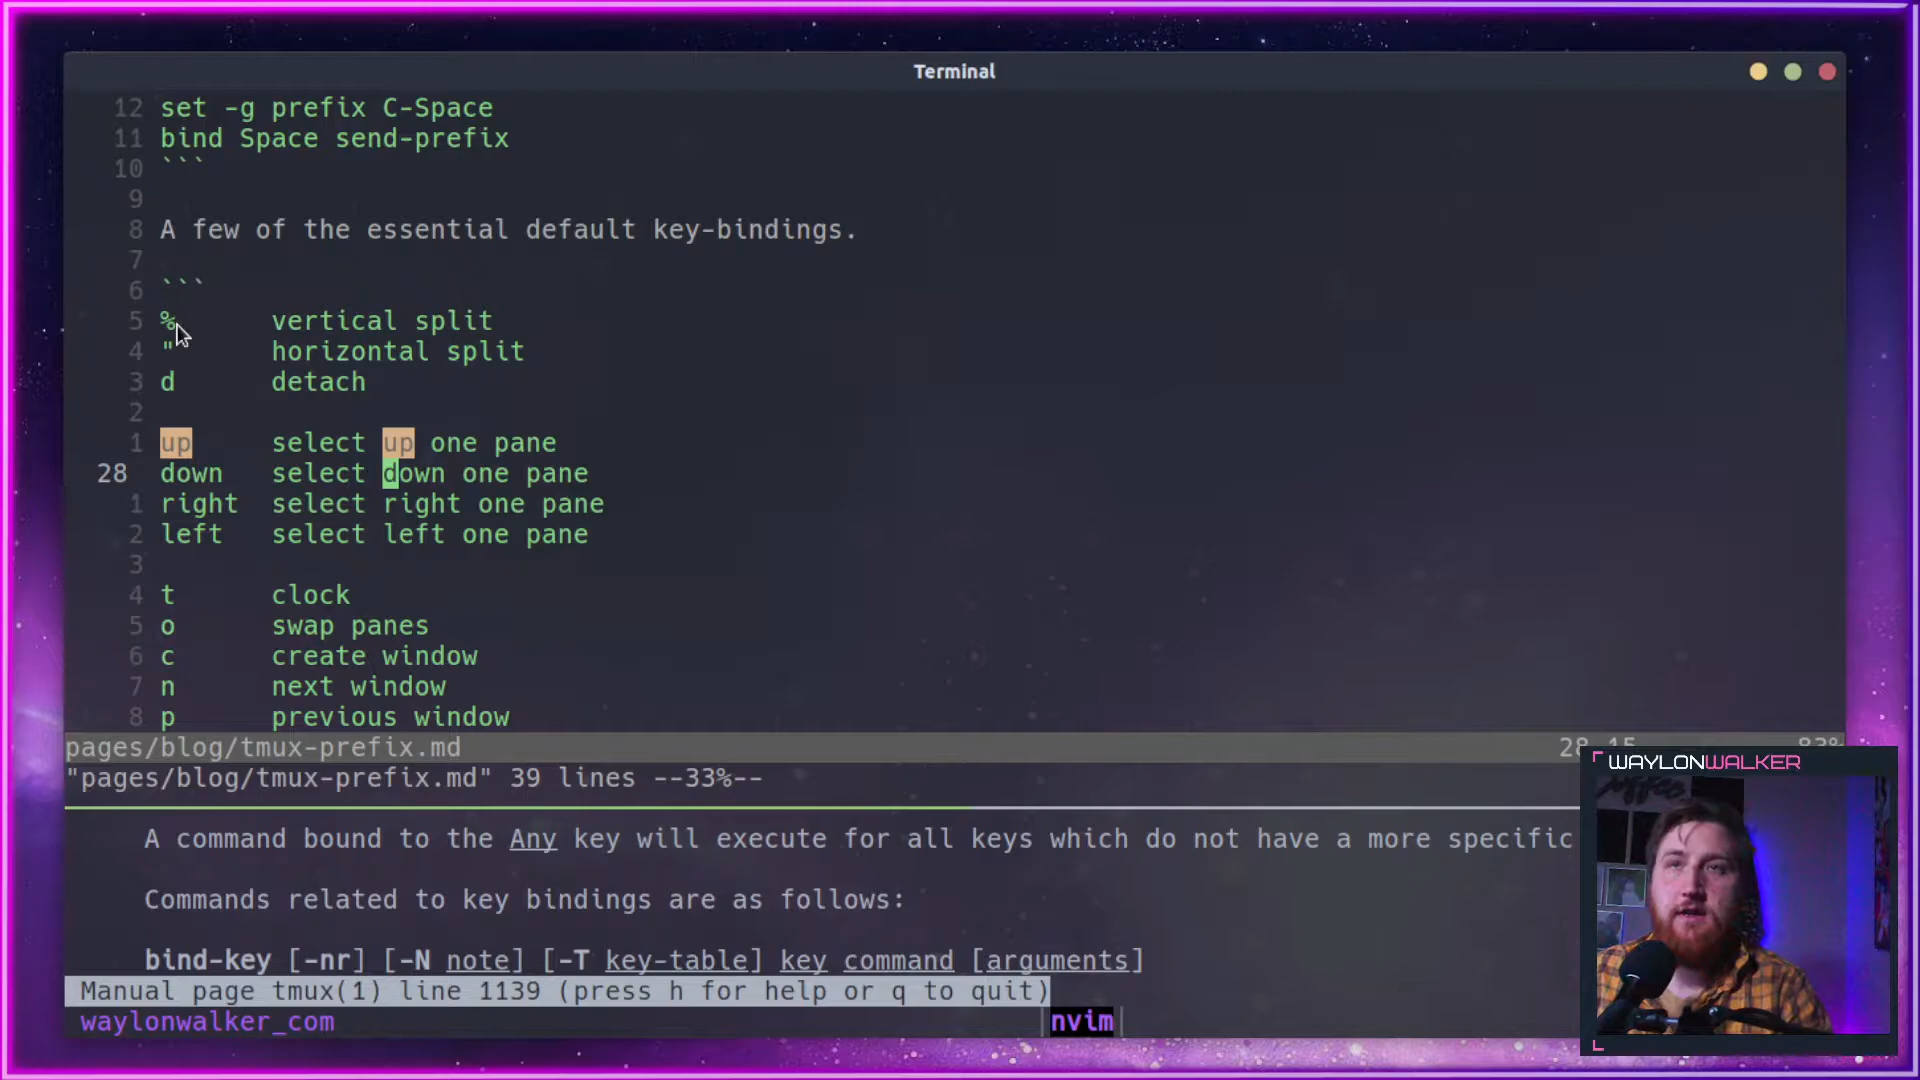 Terminal
12 set -g prefix C-Space
11 bind Space send-prefix
10 ```
9
8 A few of the essential default key-bindings.
7
6 ```
5 % vertical split
4 " horizontal split
3 d detach
2
1 up select up one pane
28 down select down one pane
1 right select right one pane
2 left select left one pane
3
4 t clock
5 o swap panes
6 c create window
7 n next window
8 p previous window
pages/blog/tmux-prefix.md
"pages/blog/tmux-prefix.md" 39 lines --33%--
A command bound to the Any key will execute for all keys which do not have a more specific
Commands related to key bindings are as follows:
bind-key [-nr] [-N note] [-T key-table] key command [arguments]
Manual page tmux(1) line 1139 (press h for help or q to quit)
waylonwalker_com nvim
WAYLONWALKER